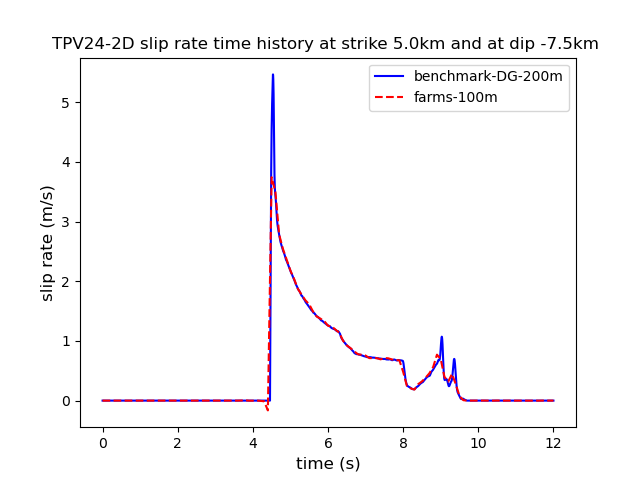 TPV24-2D slip rate time history at strike 5.0km and at dip -7.5km
benchmark-DG-200m
farms-100m
slip rate (m/s)
5
4
3
2
1
0
0 2 4 6 8 10 12
time (s)